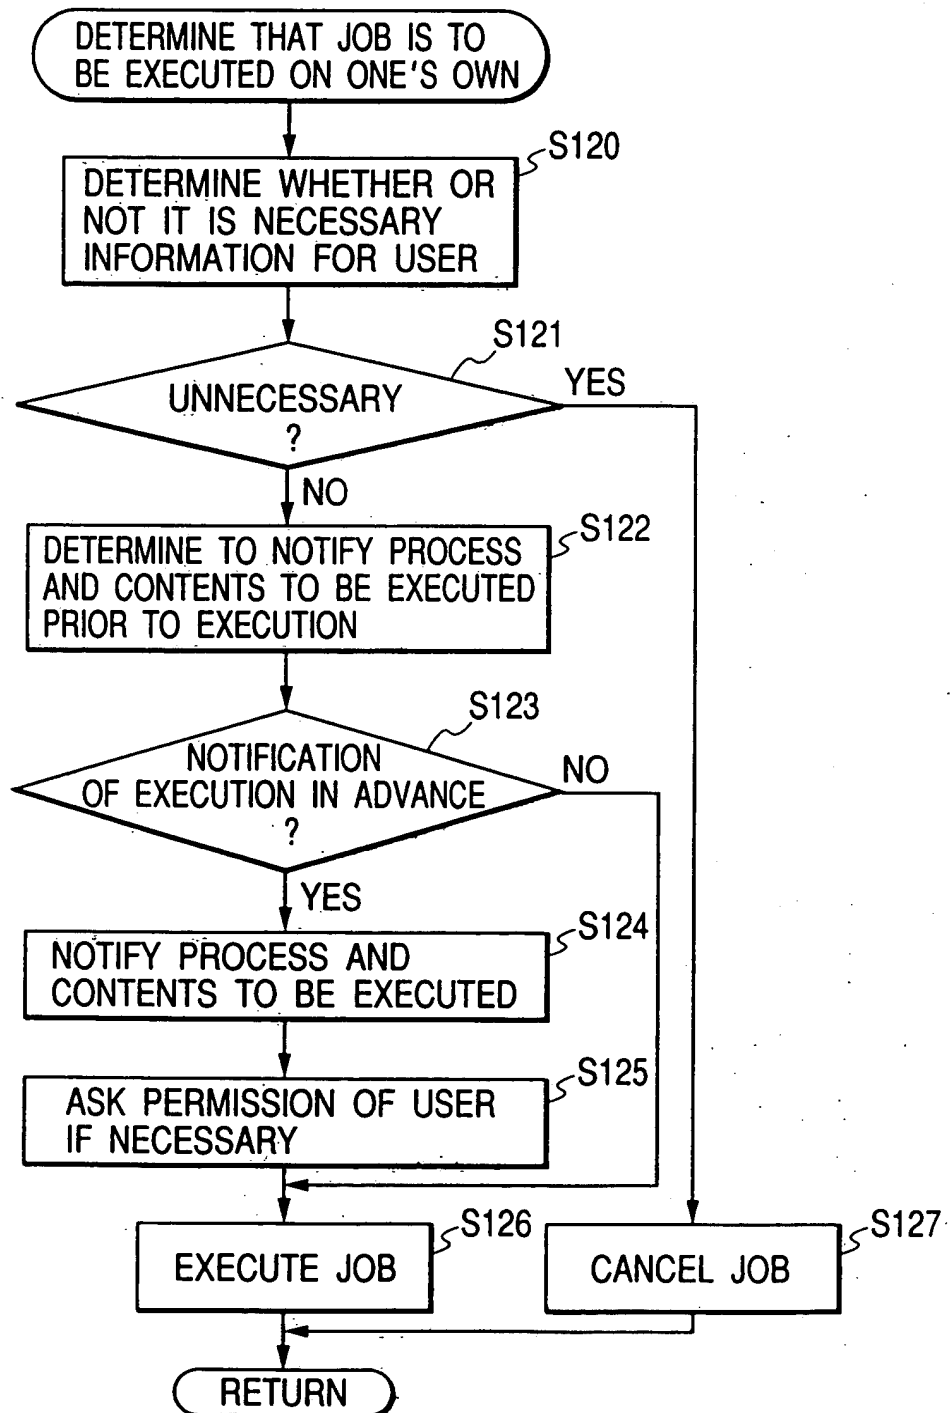 DETERMINE THAT JOB IS TO
BE EXECUTED ON ONE'S OWN
S120
DETERMINE WHETHER OR
NOT IT IS NECESSARY
INFORMATION FOR USER
S121
UNNECESSARY
?
YES
NO
S122
DETERMINE TO NOTIFY PROCESS
AND CONTENTS TO BE EXECUTED
PRIOR TO EXECUTION
S123
NOTIFICATION
OF EXECUTION IN ADVANCE
?
NO
YES
S124
NOTIFY PROCESS AND
CONTENTS TO BE EXECUTED
S125
ASK PERMISSION OF USER
IF NECESSARY
S126
EXECUTE JOB
S127
CANCEL JOB
RETURN